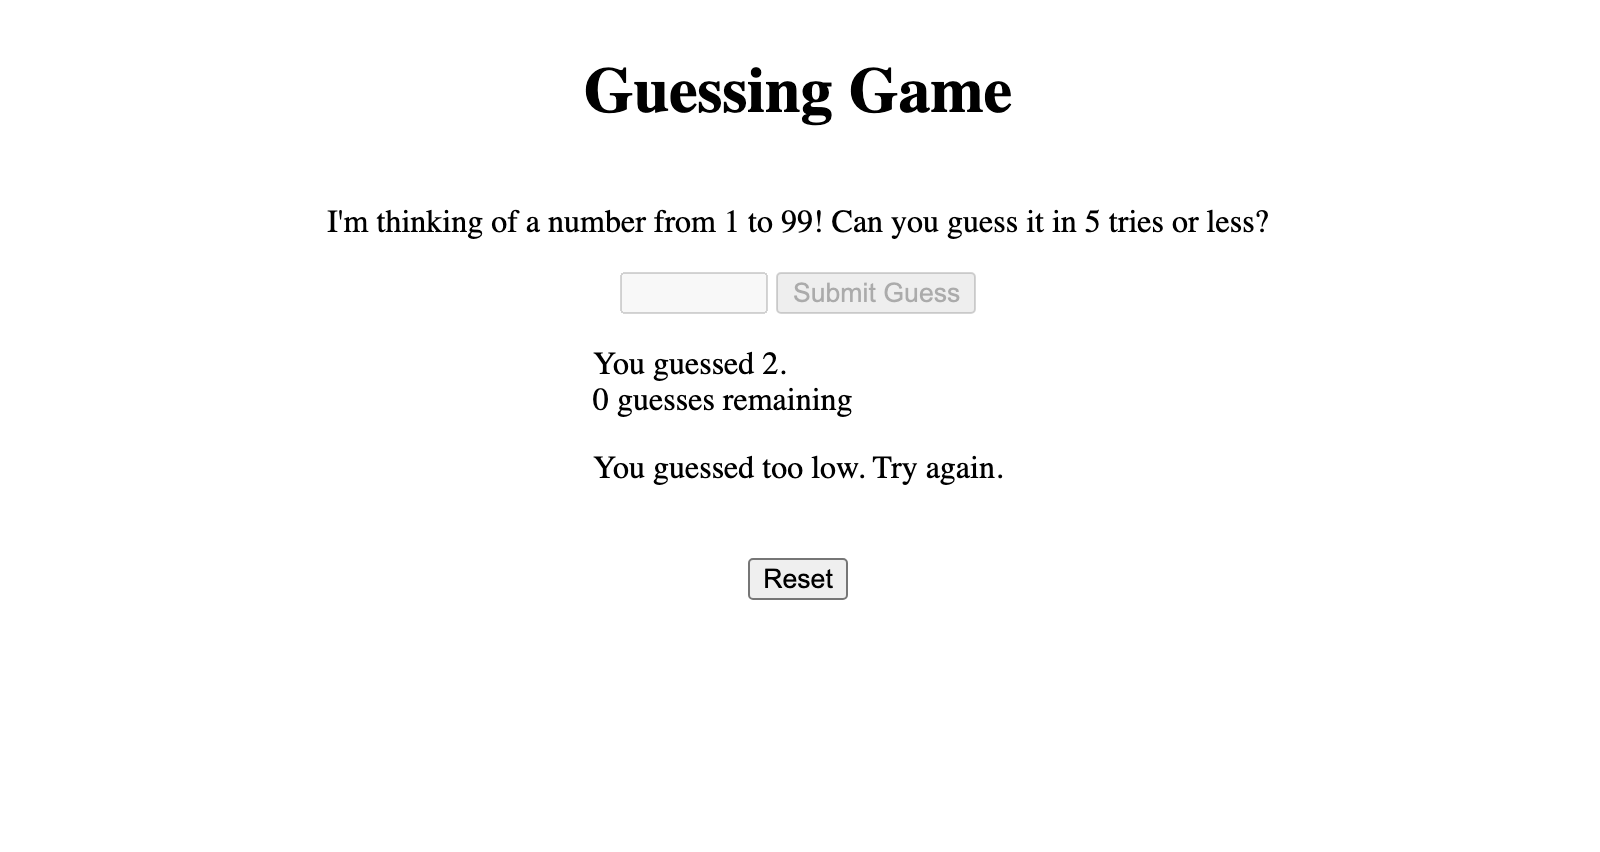 Guessing Game
I'm thinking of a number from 1 to 99! Can you guess it in 5 tries or less?
Submit Guess
You guessed 2.
0 guesses remaining
You guessed too low. Try again.
Reset